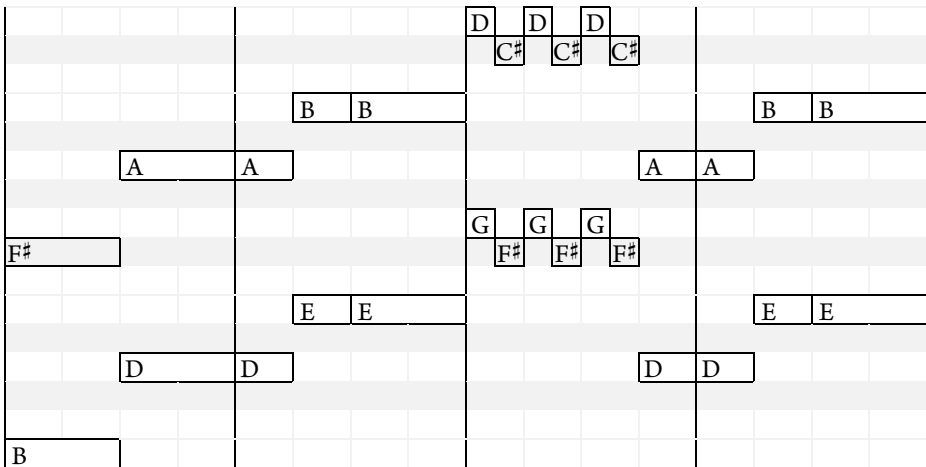 D D D
C♯ C♯ C♯
B B B B
A A A A
G G G
F♯ F♯ F♯ F♯
E E E E
D D D D
B